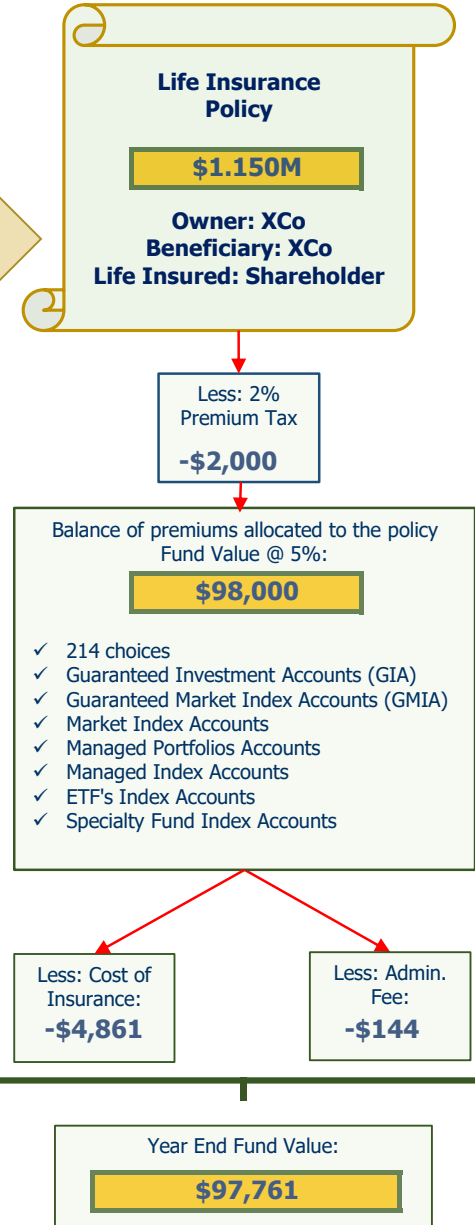 Life Insurance
Policy
$1.150M
Owner: XCo
Beneficiary: XCo
Life Insured: Shareholder
Less: 2%
Premium Tax
-$2,000
Balance of premiums allocated to the policy
Fund Value @ 5%:
$98,000
✓ 214 choices
✓ Guaranteed Investment Accounts (GIA)
✓ Guaranteed Market Index Accounts (GMIA)
✓ Market Index Accounts
✓ Managed Portfolios Accounts
✓ Managed Index Accounts
✓ ETF's Index Accounts
✓ Specialty Fund Index Accounts
Less: Cost of
Insurance:
-$4,861
Less: Admin.
Fee:
-$144
Year End Fund Value:
$97,761